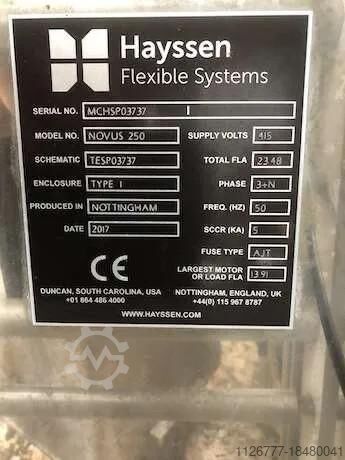 Hayssen
Flexible Systems
SERIAL NO. MCHSP03737
MODEL NO. NOVUS 250 SUPPLY VOLTS 415
SCHEMATIC TESP03737 TOTAL FLA 23.48
ENCLOSURE TYPE 1 PHASE 3+N
PRODUCED IN NOTTINGHAM FREQ. (HZ) 50
DATE 2017 SCCR (KA) 5
FUSE TYPE AJT
LARGEST MOTOR
OR LOAD FLA 13.91
CE
DUNCAN, SOUTH CAROLINA, USA
+01 864 486 4000
NOTTINGHAM, ENGLAND, UK
+44(0) 115 967 8787
WWW.HAYSSEN.COM
1126777-18480041